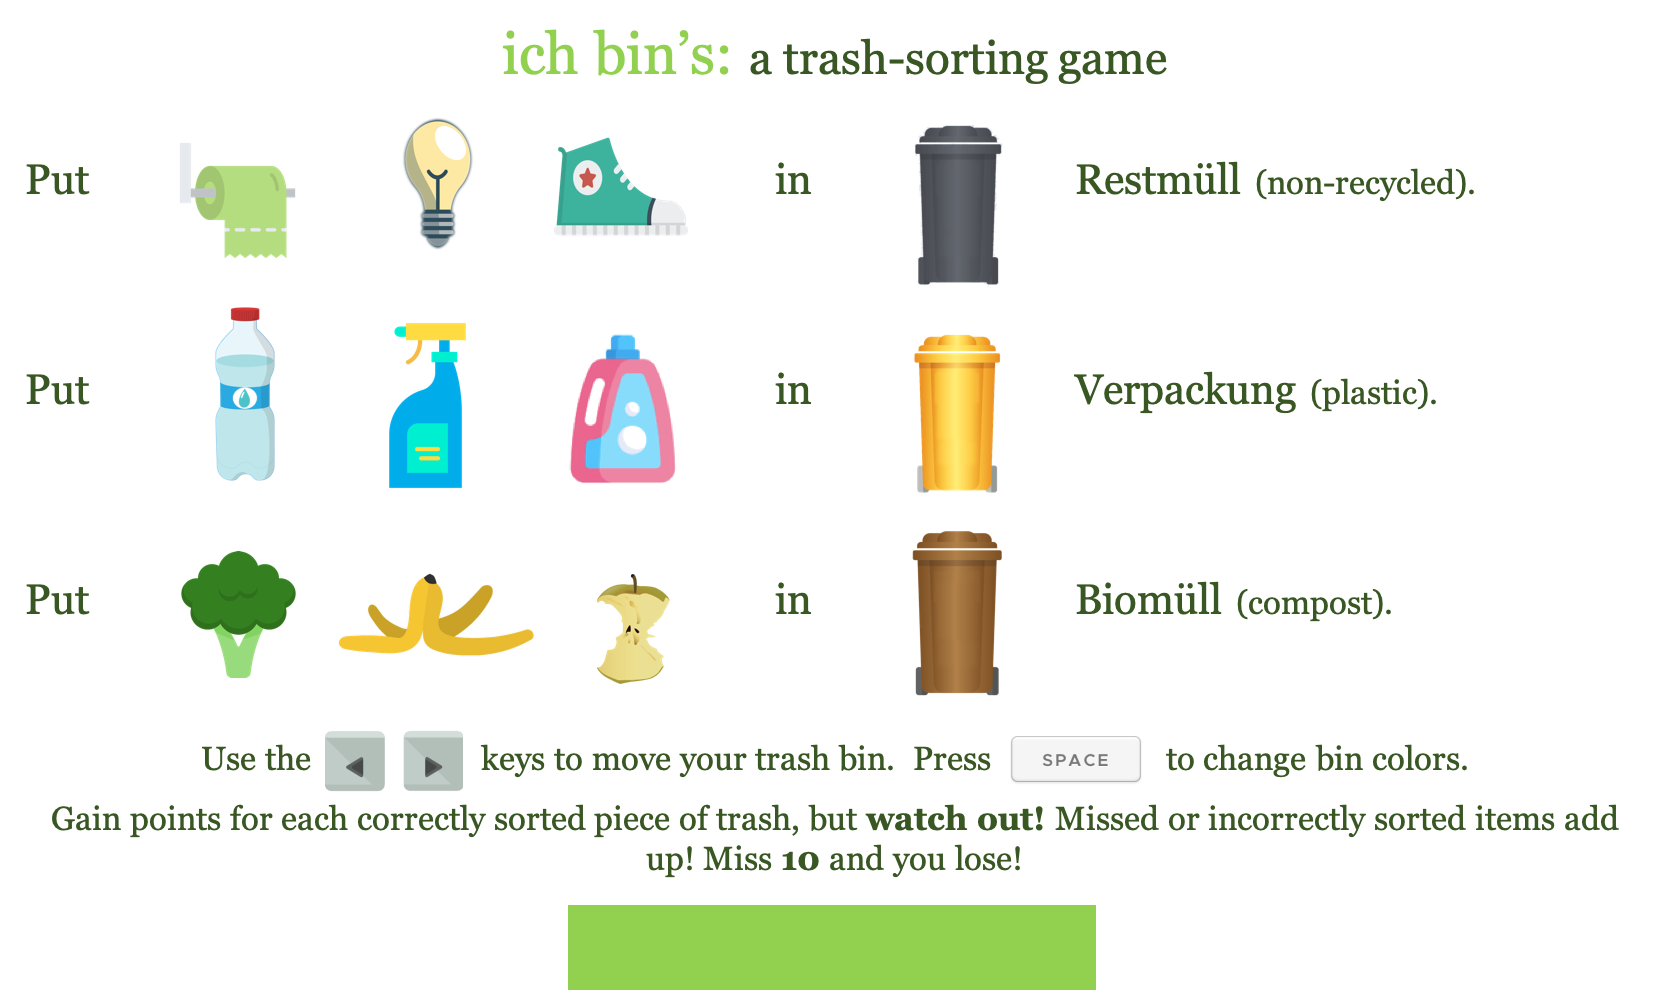 ich bin’s: a trash-sorting game
Put in Restmüll (non-recycled).
Put in Verpackung (plastic).
Put in Biomüll (compost).
Use the keys to move your trash bin. Press SPACE to change bin colors.
Gain points for each correctly sorted piece of trash, but watch out! Missed or incorrectly sorted items add
up! Miss 10 and you lose!